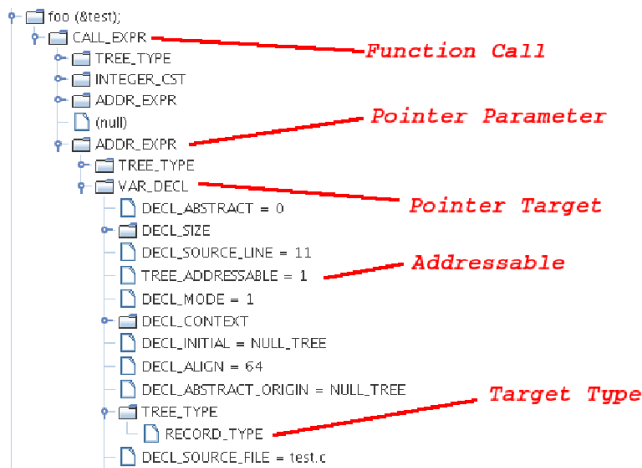 foo (&test);
CALL_EXPR
Function Call
TREE_TYPE
INTEGER_CST
ADDR_EXPR
(null)
Pointer Parameter
ADDR_EXPR
TREE_TYPE
VAR_DECL
Pointer Target
DECL_ABSTRACT = 0
DECL_SIZE
DECL_SOURCE_LINE = 11
Addressable
TREE_ADDRESSABLE = 1
DECL_MODE = 1
DECL_CONTEXT
DECL_INITIAL = NULL_TREE
DECL_ALIGN = 64
DECL_ABSTRACT_ORIGIN = NULL_TREE
Target Type
TREE_TYPE
RECORD_TYPE
DECL_SOURCE_FILE = test.c